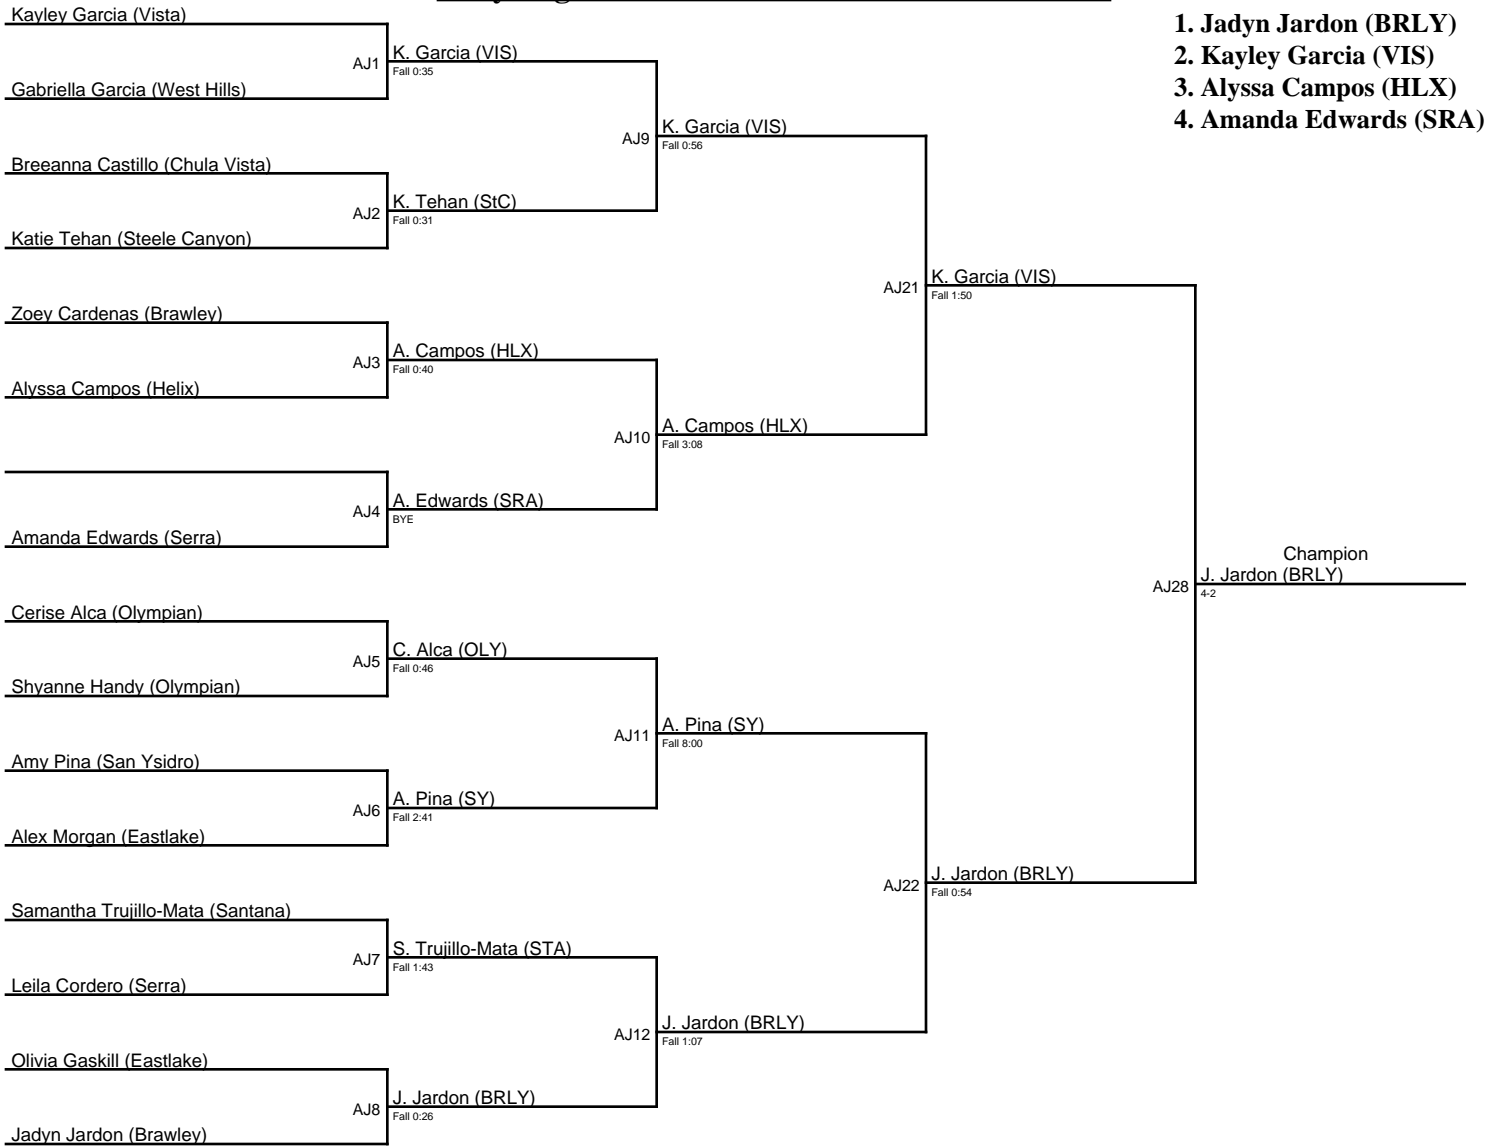 Kayley Garcia (Vista)
Gabriella Garcia (West Hills)
Breeanna Castillo (Chula Vista)
Katie Tehan (Steele Canyon)
Zoey Cardenas (Brawley)
Alyssa Campos (Helix)
Amanda Edwards (Serra)
Cerise Alca (Olympian)
Shyanne Handy (Olympian)
Amy Pina (San Ysidro)
Alex Morgan (Eastlake)
Samantha Trujillo-Mata (Santana)
Leila Cordero (Serra)
Olivia Gaskill (Eastlake)
Jadyn Jardon (Brawley)
AJ1
K. Garcia (VIS)
Fall 0:35
AJ2
K. Tehan (StC)
Fall 0:31
AJ3
A. Campos (HLX)
Fall 0:40
AJ4
A. Edwards (SRA)
BYE
AJ5
C. Alca (OLY)
Fall 0:46
AJ6
A. Pina (SY)
Fall 2:41
AJ7
S. Trujillo-Mata (STA)
Fall 1:43
AJ8
J. Jardon (BRLY)
Fall 0:26
AJ9
K. Garcia (VIS)
Fall 0:56
AJ10
A. Campos (HLX)
Fall 3:08
AJ11
A. Pina (SY)
Fall 8:00
AJ12
J. Jardon (BRLY)
Fall 1:07
AJ21
K. Garcia (VIS)
Fall 1:50
AJ22
J. Jardon (BRLY)
Fall 0:54
AJ28
Champion
J. Jardon (BRLY)
4-2
1. Jadyn Jardon (BRLY)
2. Kayley Garcia (VIS)
3. Alyssa Campos (HLX)
4. Amanda Edwards (SRA)